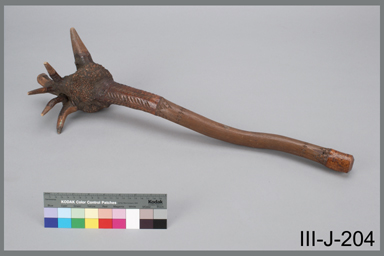 KODAK Color Control Patches
Kodak
III-J-204